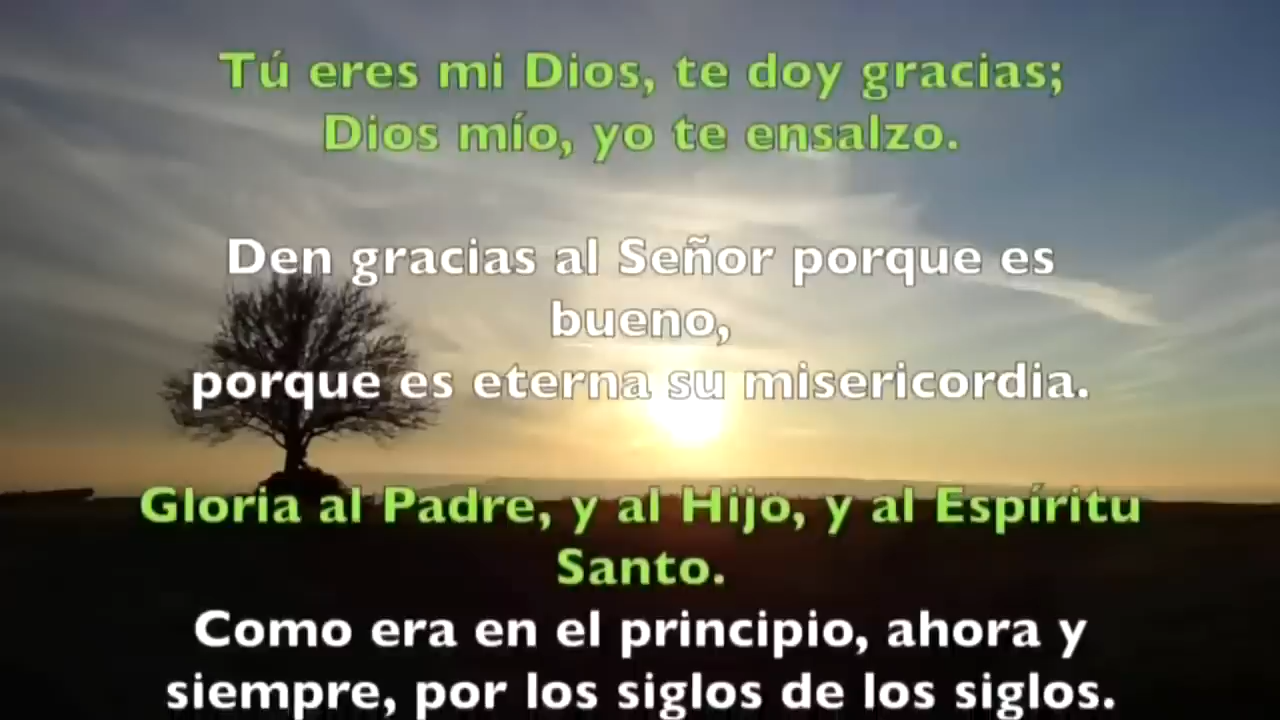 Tú eres mi Dios, te doy gracias;
Dios mío, yo te ensalzo.
Den gracias al Señor porque es
bueno,
porque es eterna su misericordia.
Gloria al Padre, y al Hijo, y al Espíritu
Santo.
Como era en el principio, ahora y
siempre, por los siglos de los siglos.